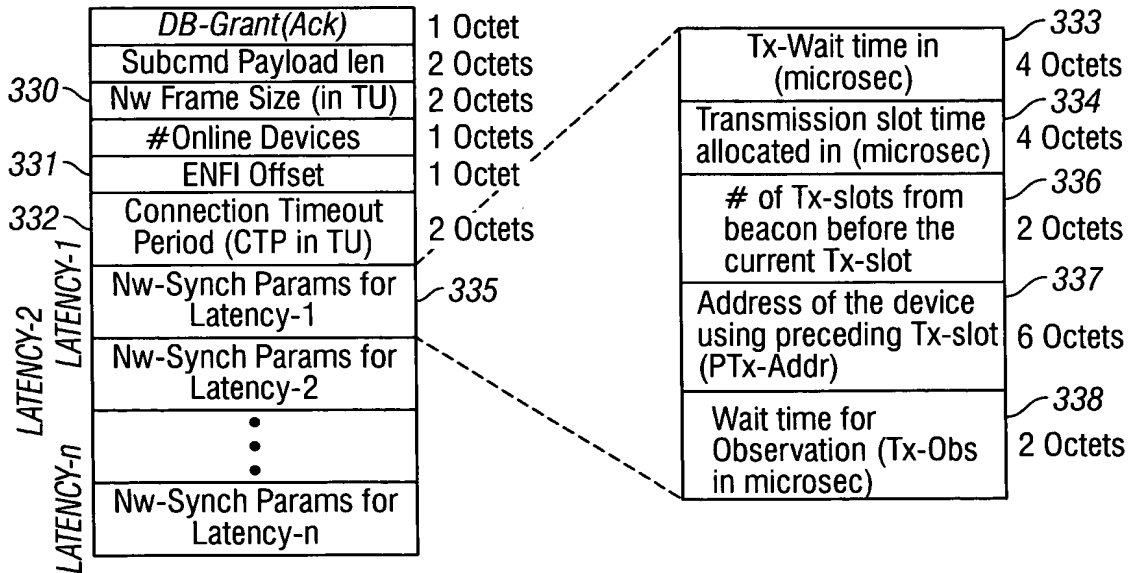 DB-Grant(Ack)
1 Octet
Subcmd Payload len
2 Octets
330
Nw Frame Size (in TU)
2 Octets
#Online Devices
1 Octets
331
ENFI Offset
1 Octet
332
Connection Timeout
Period (CTP in TU)
2 Octets
LATENCY-1
Nw-Synch Params for
Latency-1
335
LATENCY-2
Nw-Synch Params for
Latency-2
LATENCY-n
Nw-Synch Params for
Latency-n
333
Tx-Wait time in
(microsec)
4 Octets
334
Transmission slot time
allocated in (microsec)
4 Octets
336
# of Tx-slots from
beacon before the
current Tx-slot
2 Octets
337
Address of the device
using preceding Tx-slot
(PTx-Addr)
6 Octets
338
Wait time for
Observation (Tx-Obs
in microsec)
2 Octets